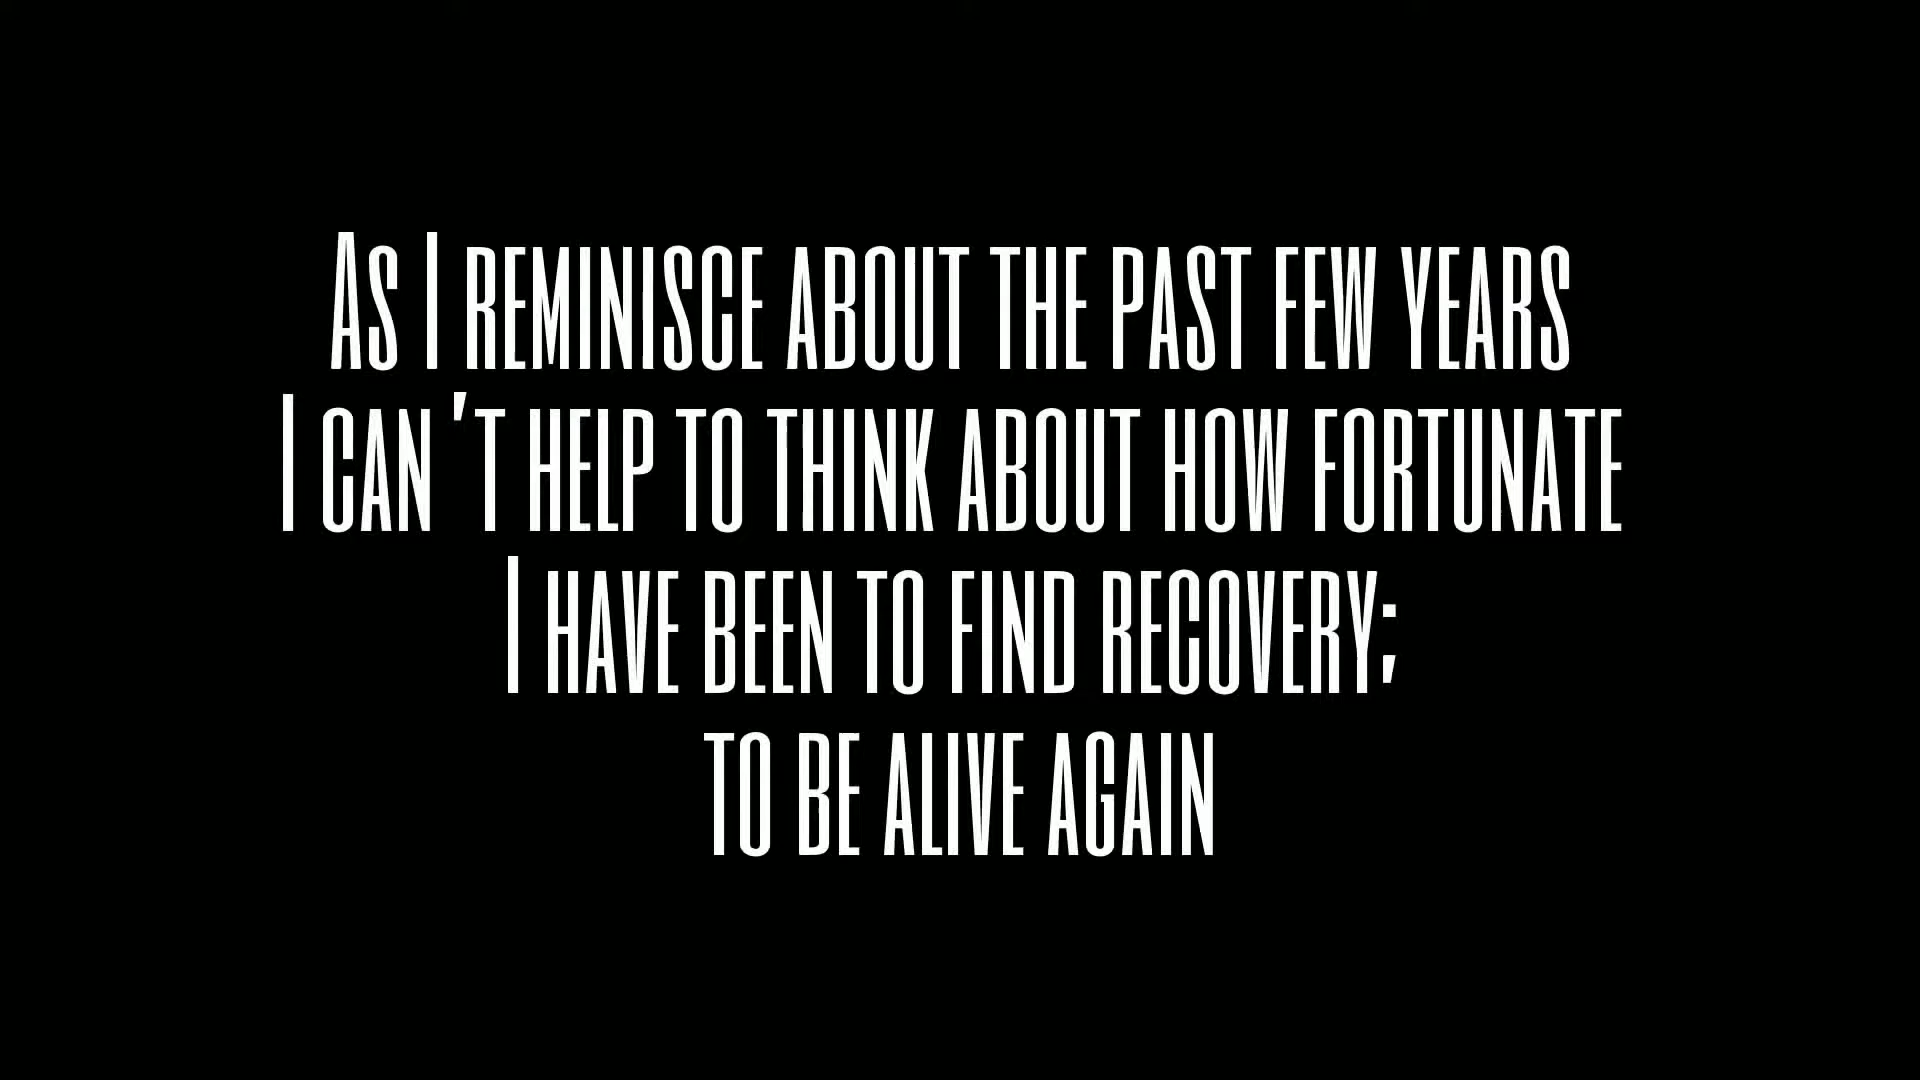 As I reminisce about the past few years
I can 't help to think about how fortunate
I have been to find recovery;
to be alive again